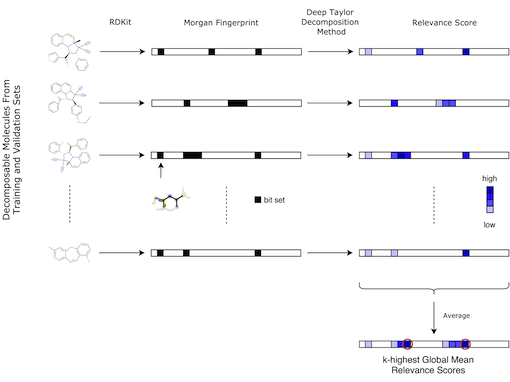 RDKit
Morgan Fingerprint
Deep Taylor
Decomposition
Method
Relevance Score
Decomposable Molecules From
Training and Validation Sets
bit set
high
low
Average
k-highest Global Mean
Relevance Scores